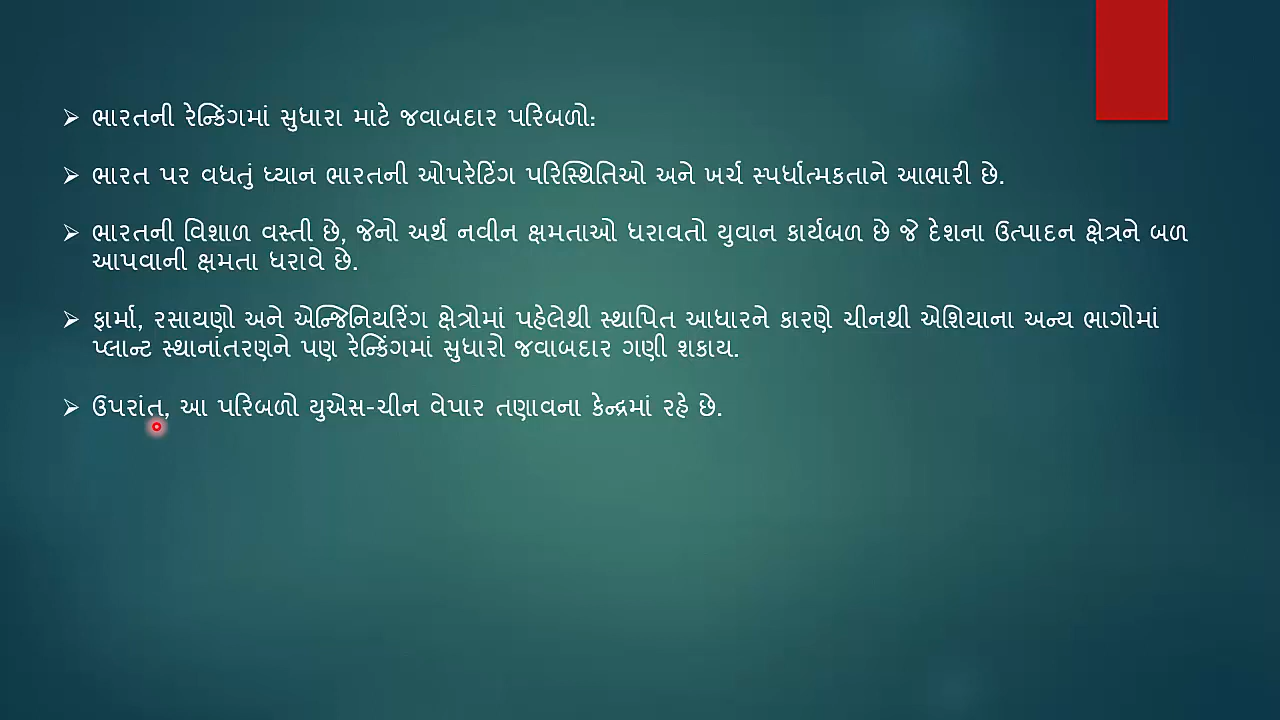 ➢ ભારતની રેન્કિંગમાં સુધારા માટે જવાબદાર પરિબળો:
➢ ભારત પર વધતું ધ્યાન ભારતની ઓપરેટિંગ પરિસ્થિતિઓ અને ખર્ચ સ્પર્ધાત્મકતાને આભારી છે.
➢ ભારતની વિશાળ વસ્તી છે, જેનો અર્થ નવીન ક્ષમતાઓ ધરાવતો યુવાન કાર્યબળ છે જે દેશના ઉત્પાદન ક્ષેત્રને બળ
આપવાની ક્ષમતા ધરાવે છે.
➢ ફાર્મા, રસાયણો અને એન્જિનિયરિંગ ક્ષેત્રોમાં પહેલેથી સ્થાપિત આધારને કારણે ચીનથી એશિયાના અન્ય ભાગોમાં
પ્લાન્ટ સ્થાનાંતરણને પણ રેન્કિંગમાં સુધારો જવાબદાર ગણી શકાય.
➢ ઉપરાંત, આ પરિબળો યુએસ-ચીન વેપાર તણાવના કેન્દ્રમાં રહે છે.